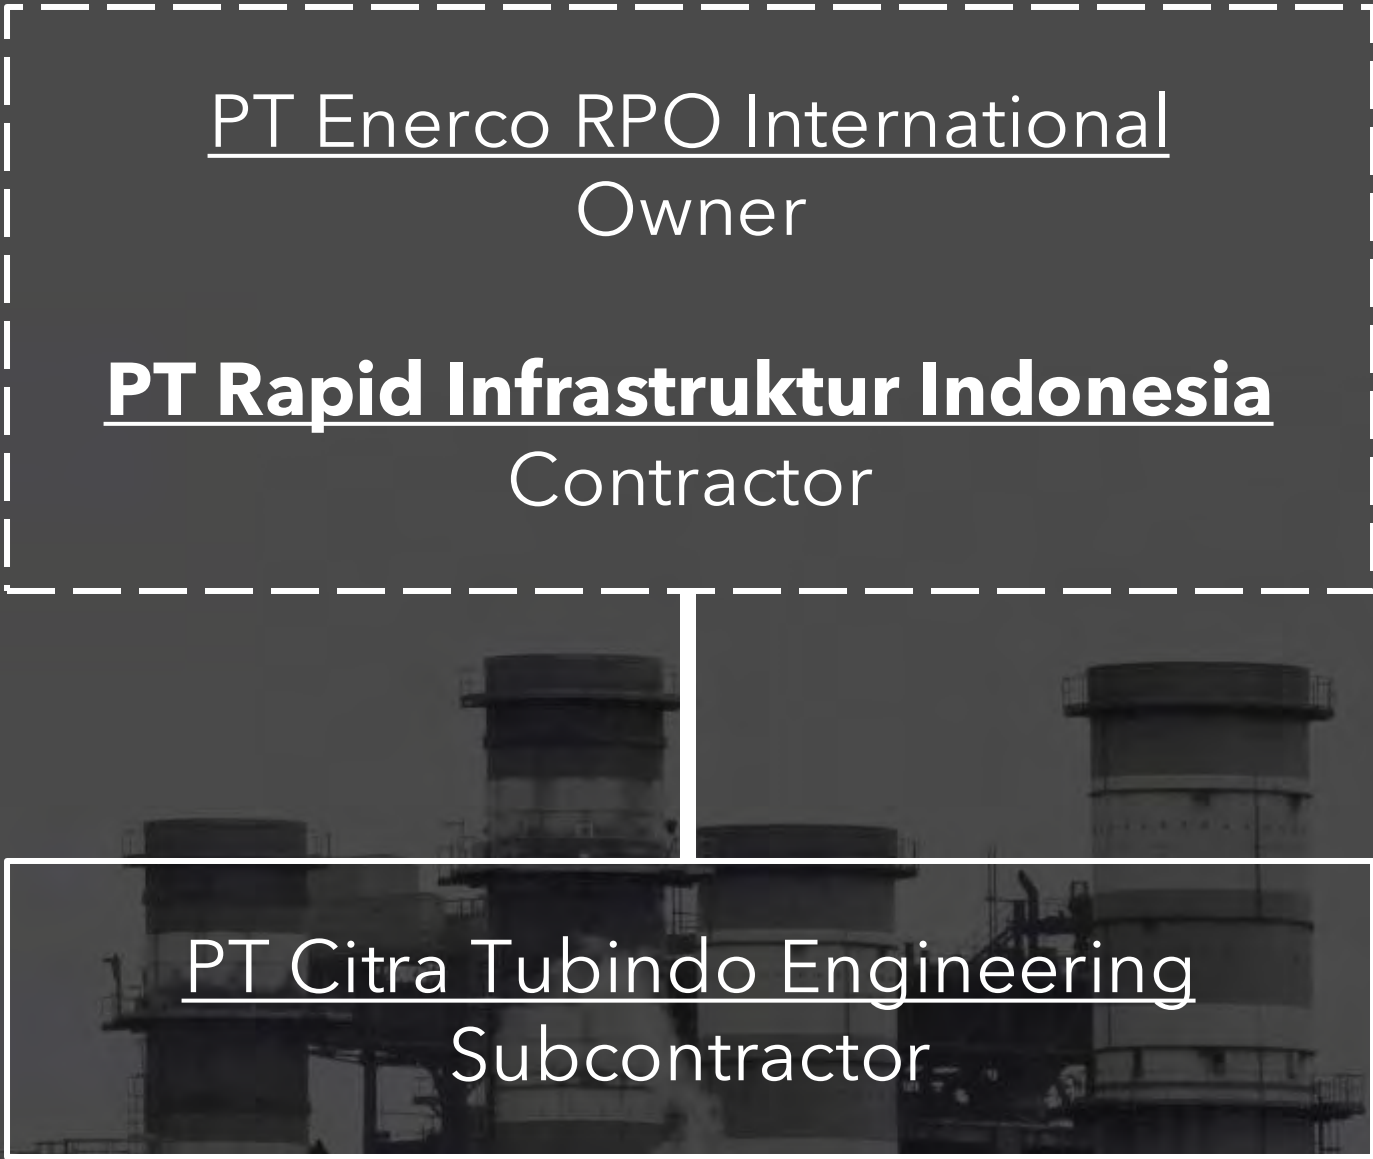 PT Enerco RPO International
Owner
PT Rapid Infrastruktur Indonesia
Contractor
PT Citra Tubindo Engineering
Subcontractor